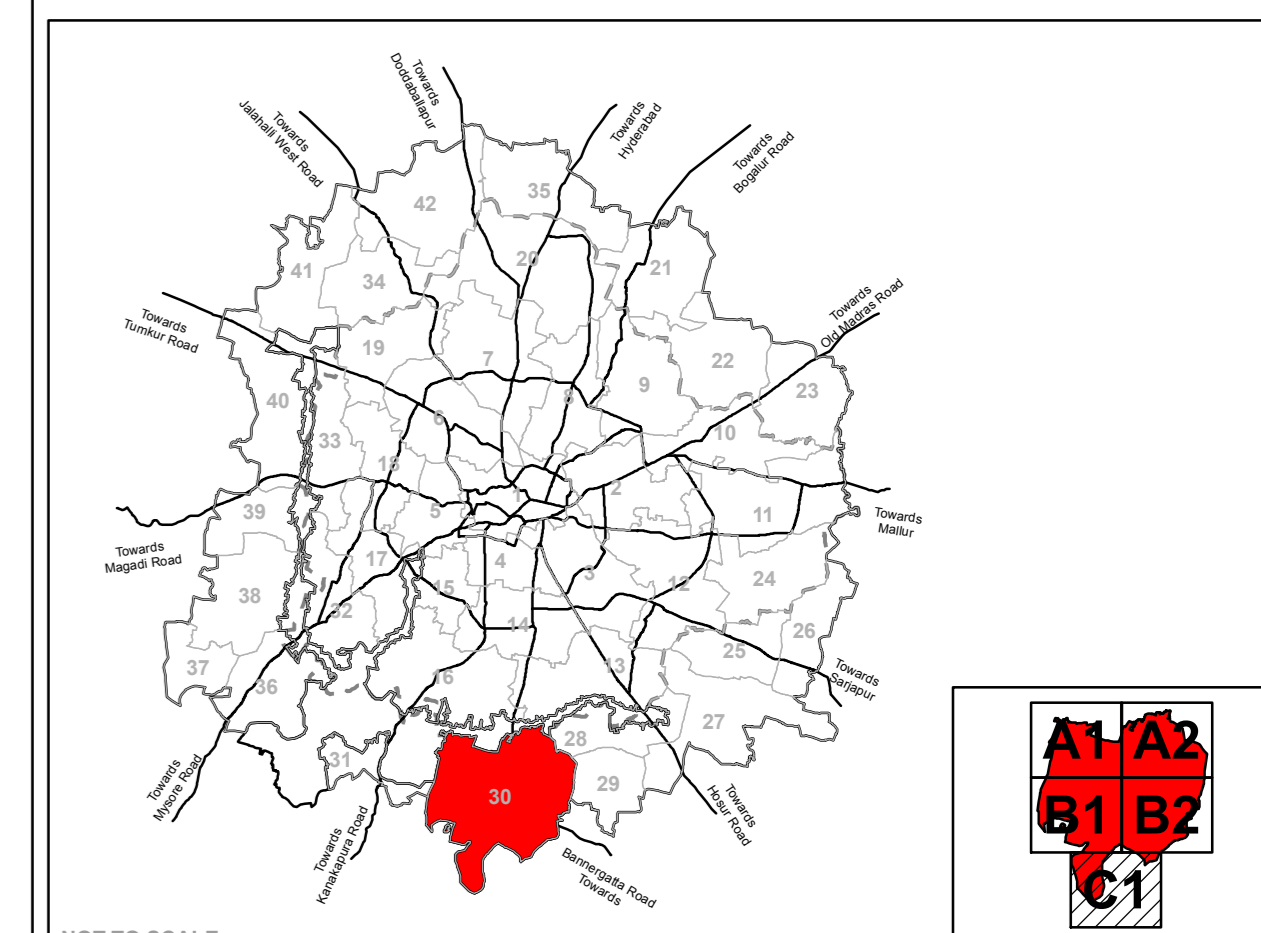 Towards
Doddaballapur
Towards
Jalahalli West Road
Towards
Hyderabad
Towards
Bogalur Road
42
35
20
21
41
34
Towards
Tumkur Road
Towards
Old Madras Road
19
7
22
9
23
8
40
6
10
33
18
1
2
39
5
11
Towards
Mallur
Towards
Magadi Road
17
4
3
15
12
24
38
32
14
26
25
13
37
36
16
Towards
Sarjapur
27
28
31
29
30
Towards
Mysore Road
Towards
Kanakapura Road
Bannergatta Road
Towards
Towards
Hosur Road
A1 A2
B1 B2
C1
NOT TO SCALE